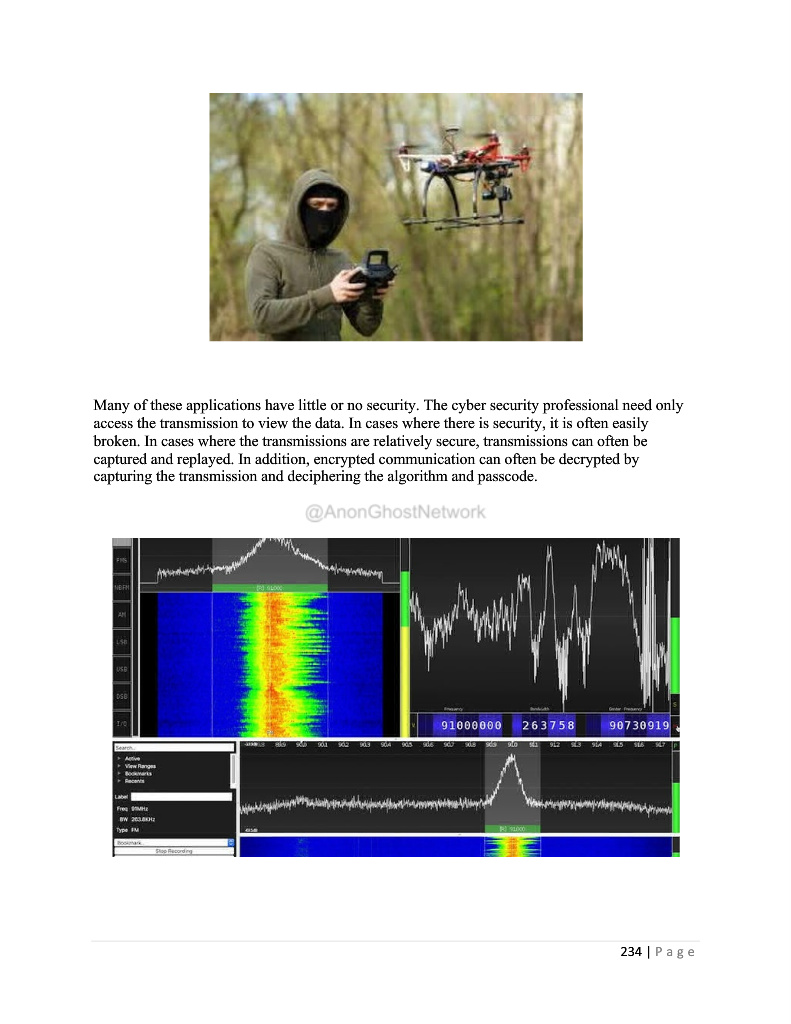 Many of these applications have little or no security. The cyber security professional need only
access the transmission to view the data. In cases where there is security, it is often easily
broken. In cases where the transmissions are relatively secure, transmissions can often be
captured and replayed. In addition, encrypted communication can often be decrypted by
capturing the transmission and deciphering the algorithm and passcode.
@AnonGhostNetwork
FMS
NBFM
AM
LSB
USB
DSB
I/Q
Frequency Bandwidth Center Frequency
91000000 263758 90730919
Search..
Active
View Ranges
Bookmarks
Recents
Label
Freq 91MHz
BW 263.8KHz
Type FM
Bookmark..
Stop Recording
89.9 90.0 90.1 90.2 90.3 90.4 90.5 90.6 90.7 90.8 90.9 91.0 91.1 91.2 91.3 91.4 91.5 91.6 91.7
234 | P a g e